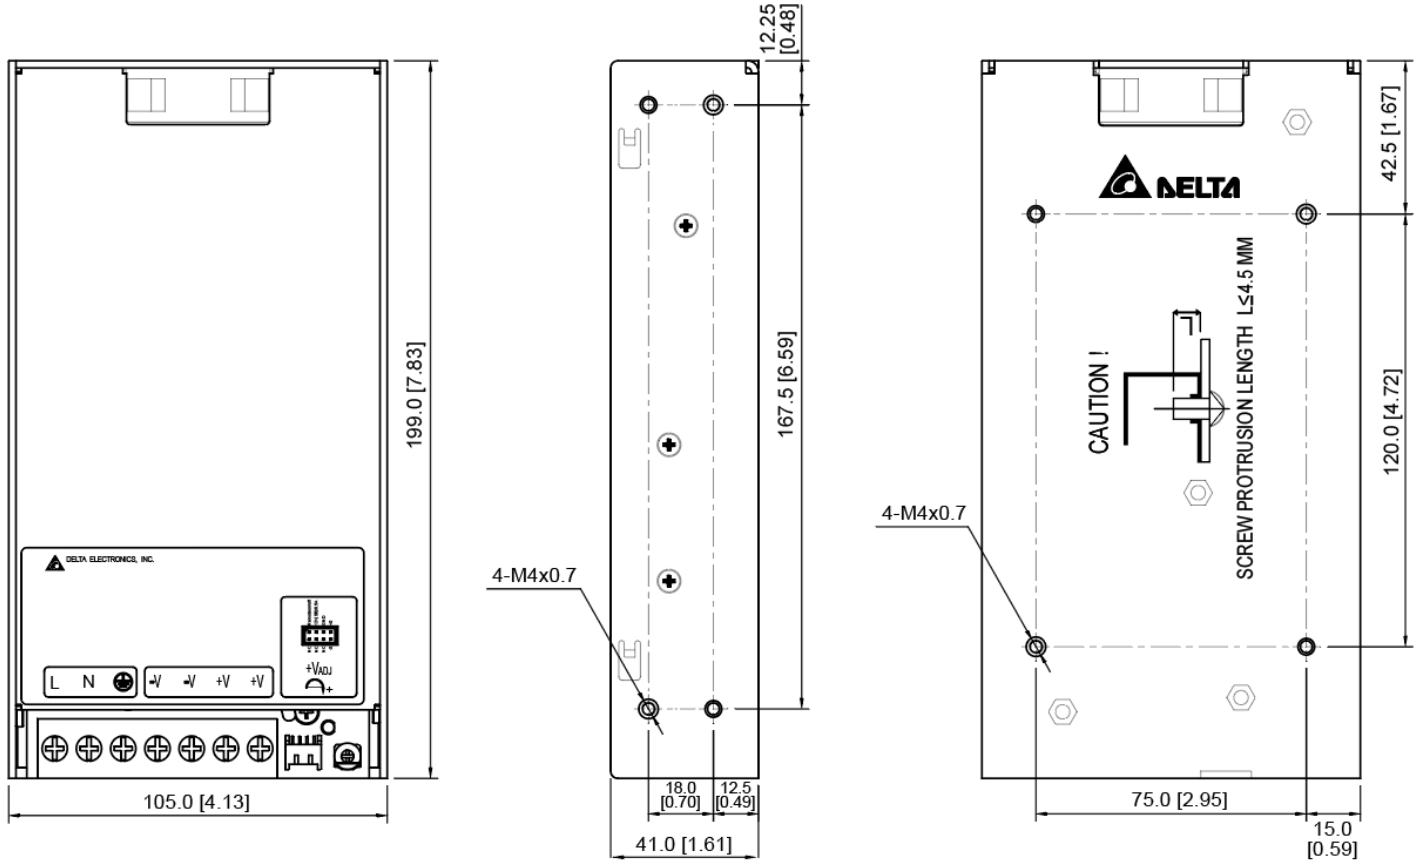 DELTA ELECTRONICS, INC.
+VADJ
+
L N -V -V +V +V
199.0 [7.83]
105.0 [4.13]
12.25
[0.48]
167.5 [6.59]
4-M4x0.7
18.0
[0.70]
12.5
[0.49]
41.0 [1.61]
42.5 [1.67]
DELTA
CAUTION !
L
SCREW PROTRUSION LENGTH L≤4.5 MM
120.0 [4.72]
4-M4x0.7
75.0 [2.95]
15.0
[0.59]